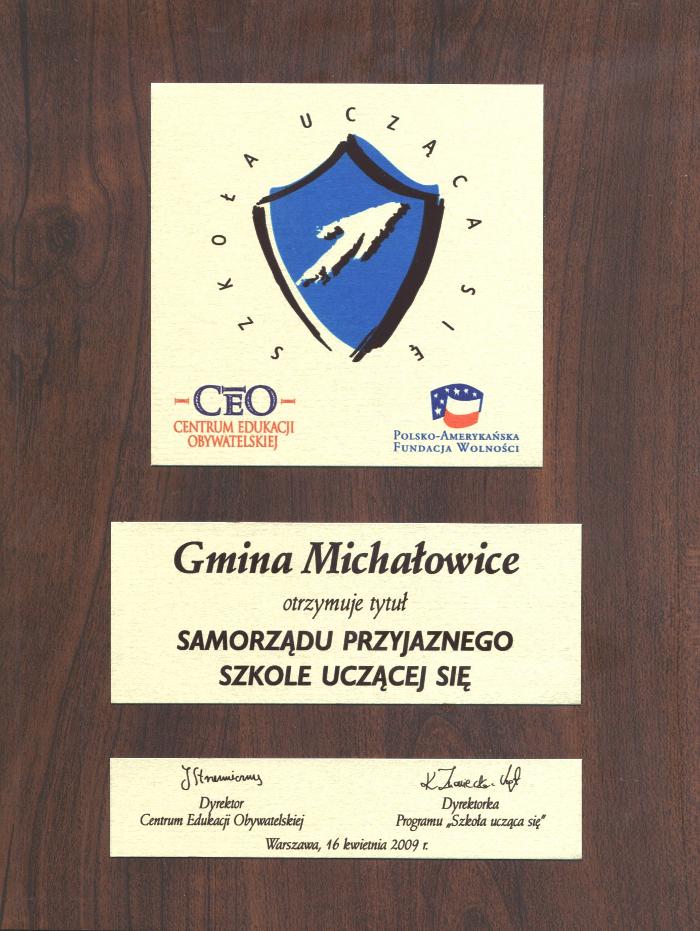 SZKOŁA UCZĄCA SIĘ
CEO
CENTRUM EDUKACJI
OBYWATELSKIEJ
POLSKO-AMERYKAŃSKA
FUNDACJA WOLNOŚCI
Gmina Michałowice
otrzymuje tytuł
SAMORZĄDU PRZYJAZNEGO
SZKOLE UCZĄCEJ SIĘ
Dyrektor
Centrum Edukacji Obywatelskiej
Dyrektorka
Programu „Szkoła ucząca się”
Warszawa, 16 kwietnia 2009 r.